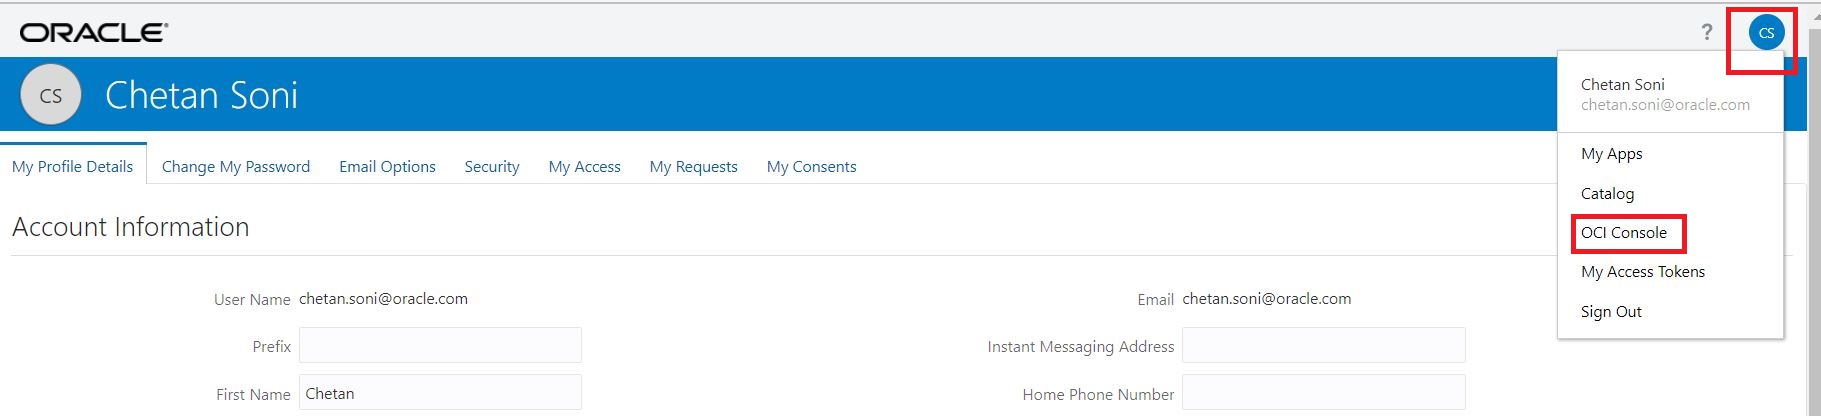 ORACLE®
?
CS
CS
Chetan Soni
Chetan Soni
chetan.soni@oracle.com
My Apps
Catalog
OCI Console
My Access Tokens
Sign Out
My Profile Details Change My Password Email Options Security My Access My Requests My Consents
Account Information
User Name chetan.soni@oracle.com
Email chetan.soni@oracle.com
Prefix
Instant Messaging Address
First Name Chetan
Home Phone Number